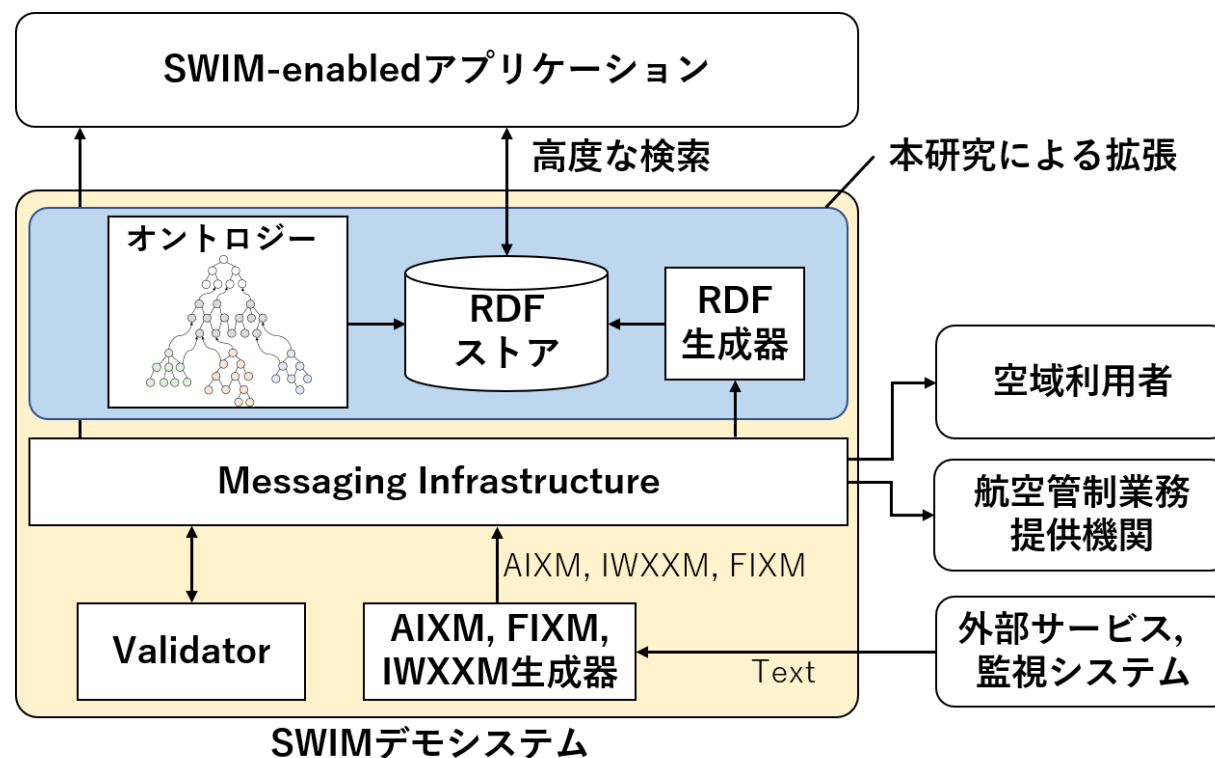 SWIM-enabledアプリケーション
高度な検索
本研究による拡張
オントロジー
RDF
ストア
RDF
生成器
空域利用者
Messaging Infrastructure
航空管制業務
提供機関
AIXM, IWXXM, FIXM
Validator
AIXM, FIXM,
IWXXM生成器
Text
外部サービス,
監視システム
SWIMデモシステム